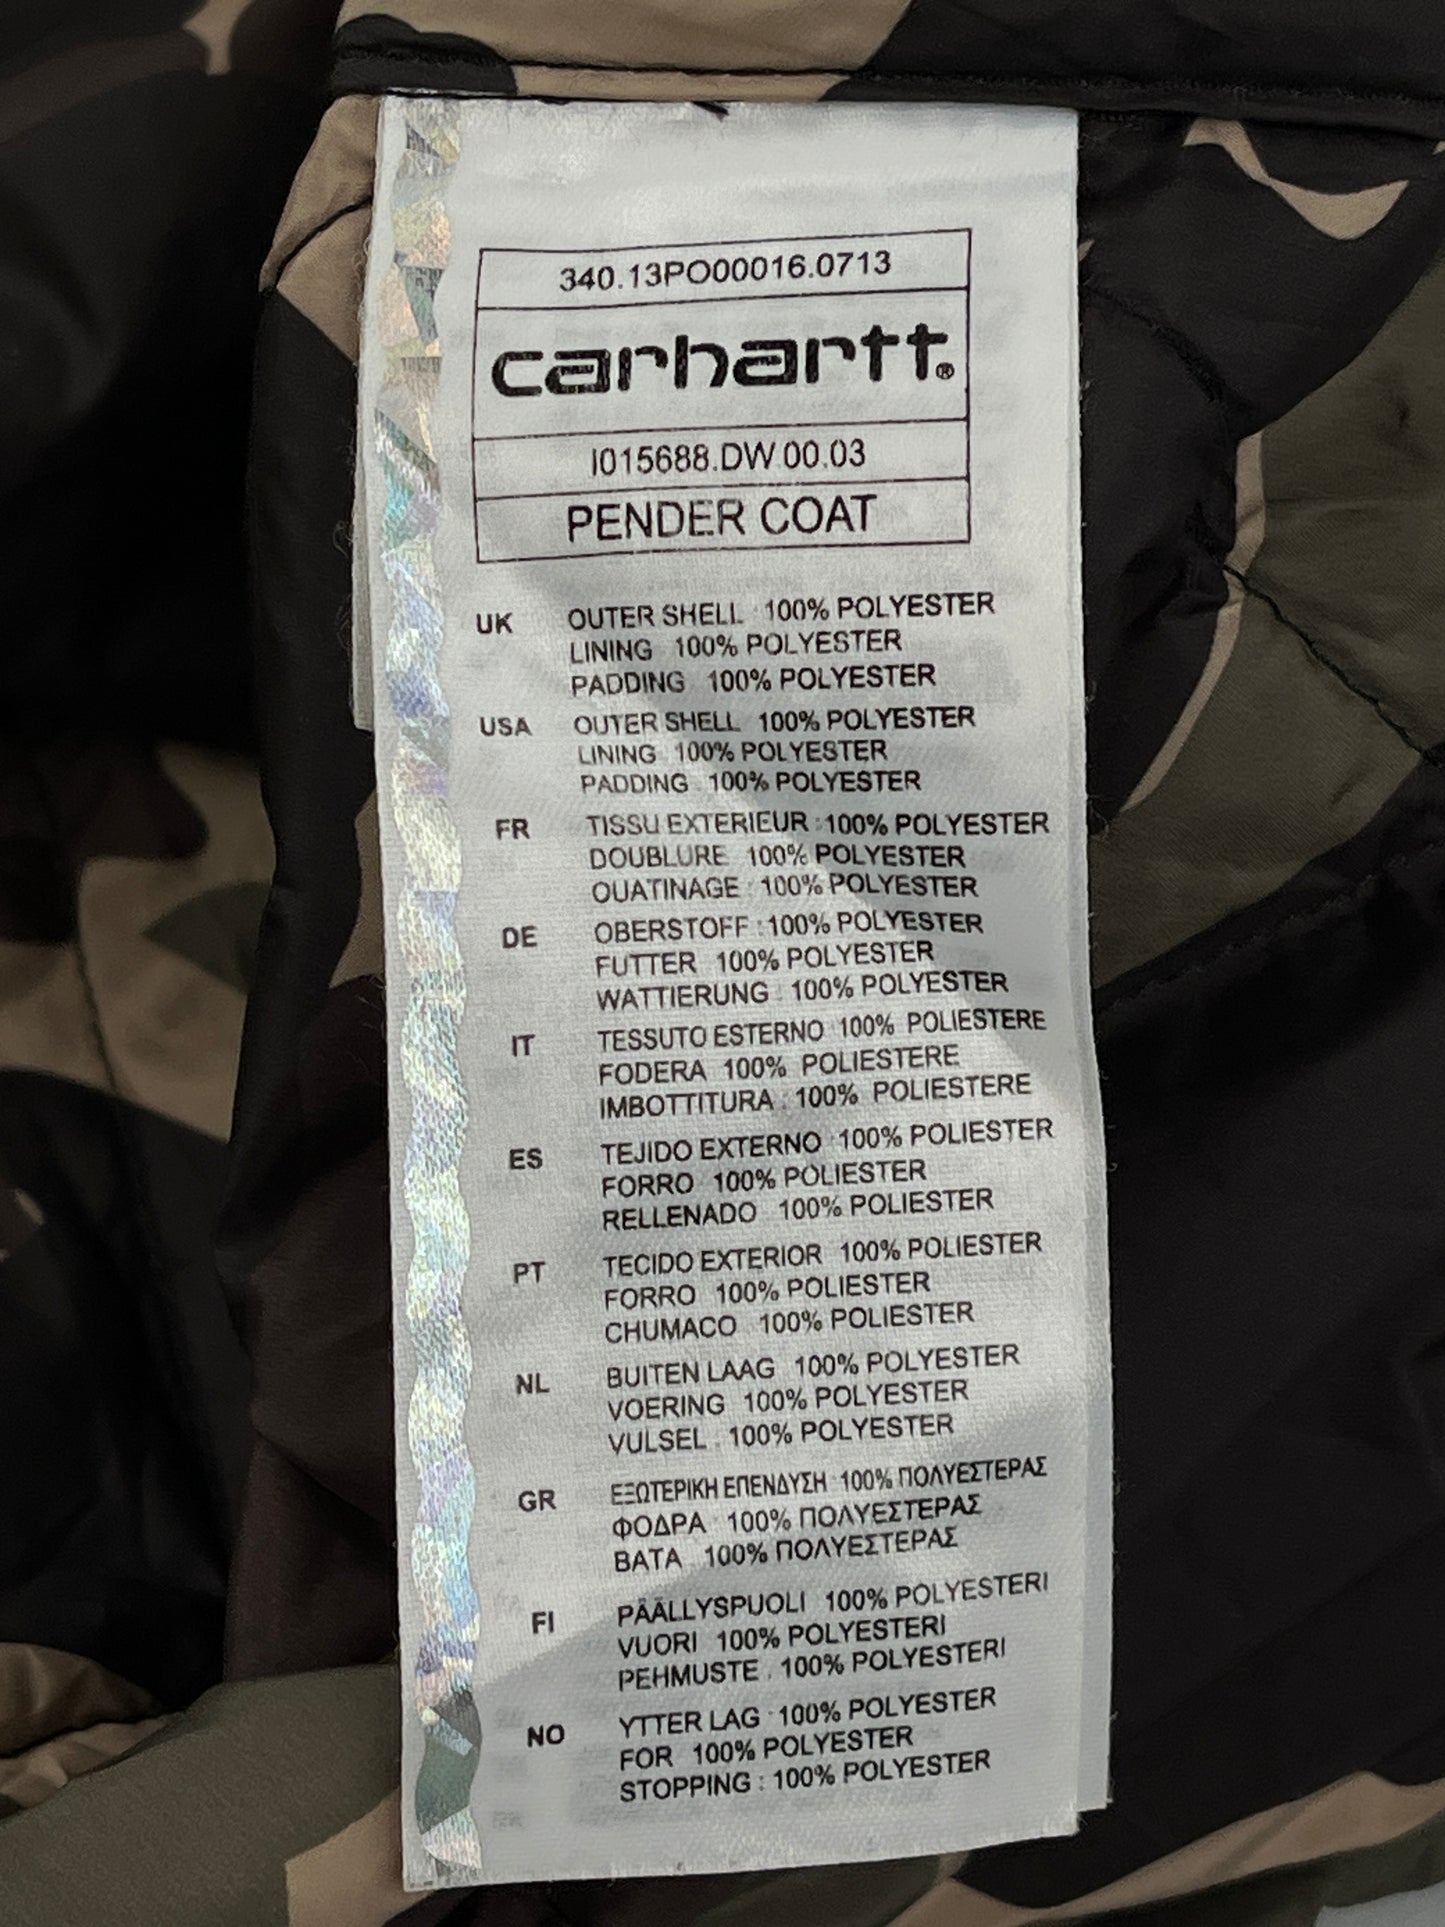 340.13PO00016.0713
carhartt®
I015688.DW.00.03
PENDER COAT
UK OUTER SHELL : 100% POLYESTER
LINING 100% POLYESTER
PADDING 100% POLYESTER
USA OUTER SHELL 100% POLYESTER
LINING 100% POLYESTER
PADDING : 100% POLYESTER
FR TISSU EXTERIEUR : 100% POLYESTER
DOUBLURE 100% POLYESTER
OUATINAGE : 100% POLYESTER
DE OBERSTOFF : 100% POLYESTER
FUTTER 100% POLYESTER
WATTIERUNG : 100% POLYESTER
IT TESSUTO ESTERNO 100% POLIESTERE
FODERA 100% POLIESTERE
IMBOTTITURA : 100% POLIESTERE
ES TEJIDO EXTERNO 100% POLIESTER
FORRO 100% POLIESTER
RELLENADO 100% POLIESTER
PT TECIDO EXTERIOR 100% POLIESTER
FORRO 100% POLIESTER
CHUMACO 100% POLIESTER
NL BUITEN LAAG 100% POLYESTER
VOERING 100% POLYESTER
VULSEL : 100% POLYESTER
GR ΕΞΩΤΕΡΙΚΗ ΕΠΕΝΔΥΣΗ 100% ΠΟΛΥΕΣΤΕΡΑΣ
ΦΟΔΡΑ 100% ΠΟΛΥΕΣΤΕΡΑΣ
ΒΑΤΑ 100% ΠΟΛΥΕΣΤΕΡΑΣ
FI PÄÄLLYSPUOLI 100% POLYESTERI
VUORI 100% POLYESTERI
PEHMUSTE : 100% POLYESTERI
NO YTTER LAG : 100% POLYESTER
FOR 100% POLYESTER
STOPPING : 100% POLYESTER